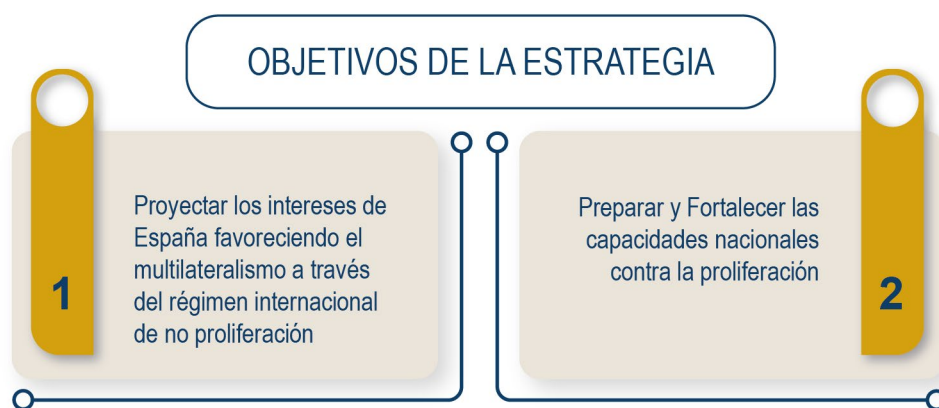 OBJETIVOS DE LA ESTRATEGIA
1
Proyectar los intereses de
España favoreciendo el
multilateralismo a través
del régimen internacional
de no proliferación
Preparar y Fortalecer las
capacidades nacionales
contra la proliferación
2